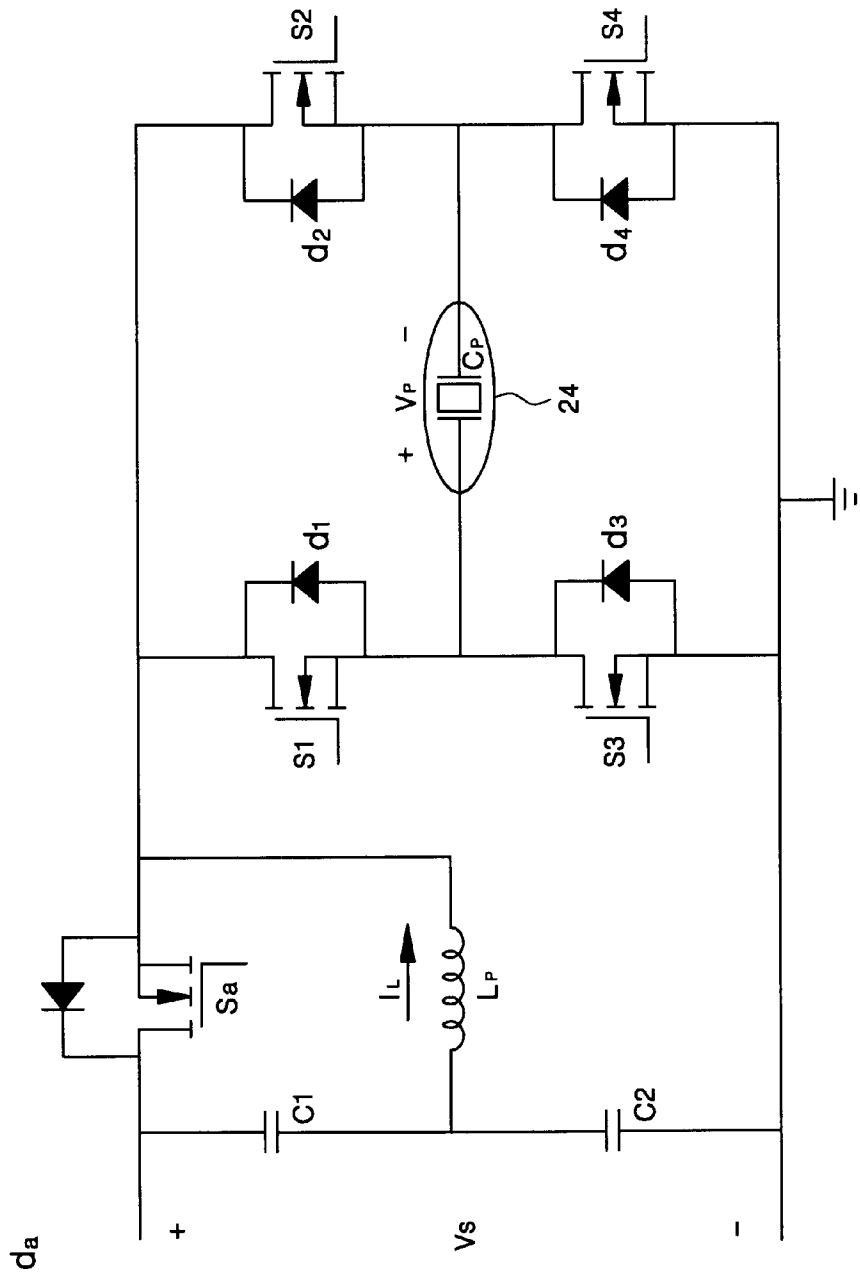 da
Sa
+
Vs
-
C1
C2
IL
LP
S1
d1
S3
d3
+ VP -
CP
24
d2
S2
d4
S4